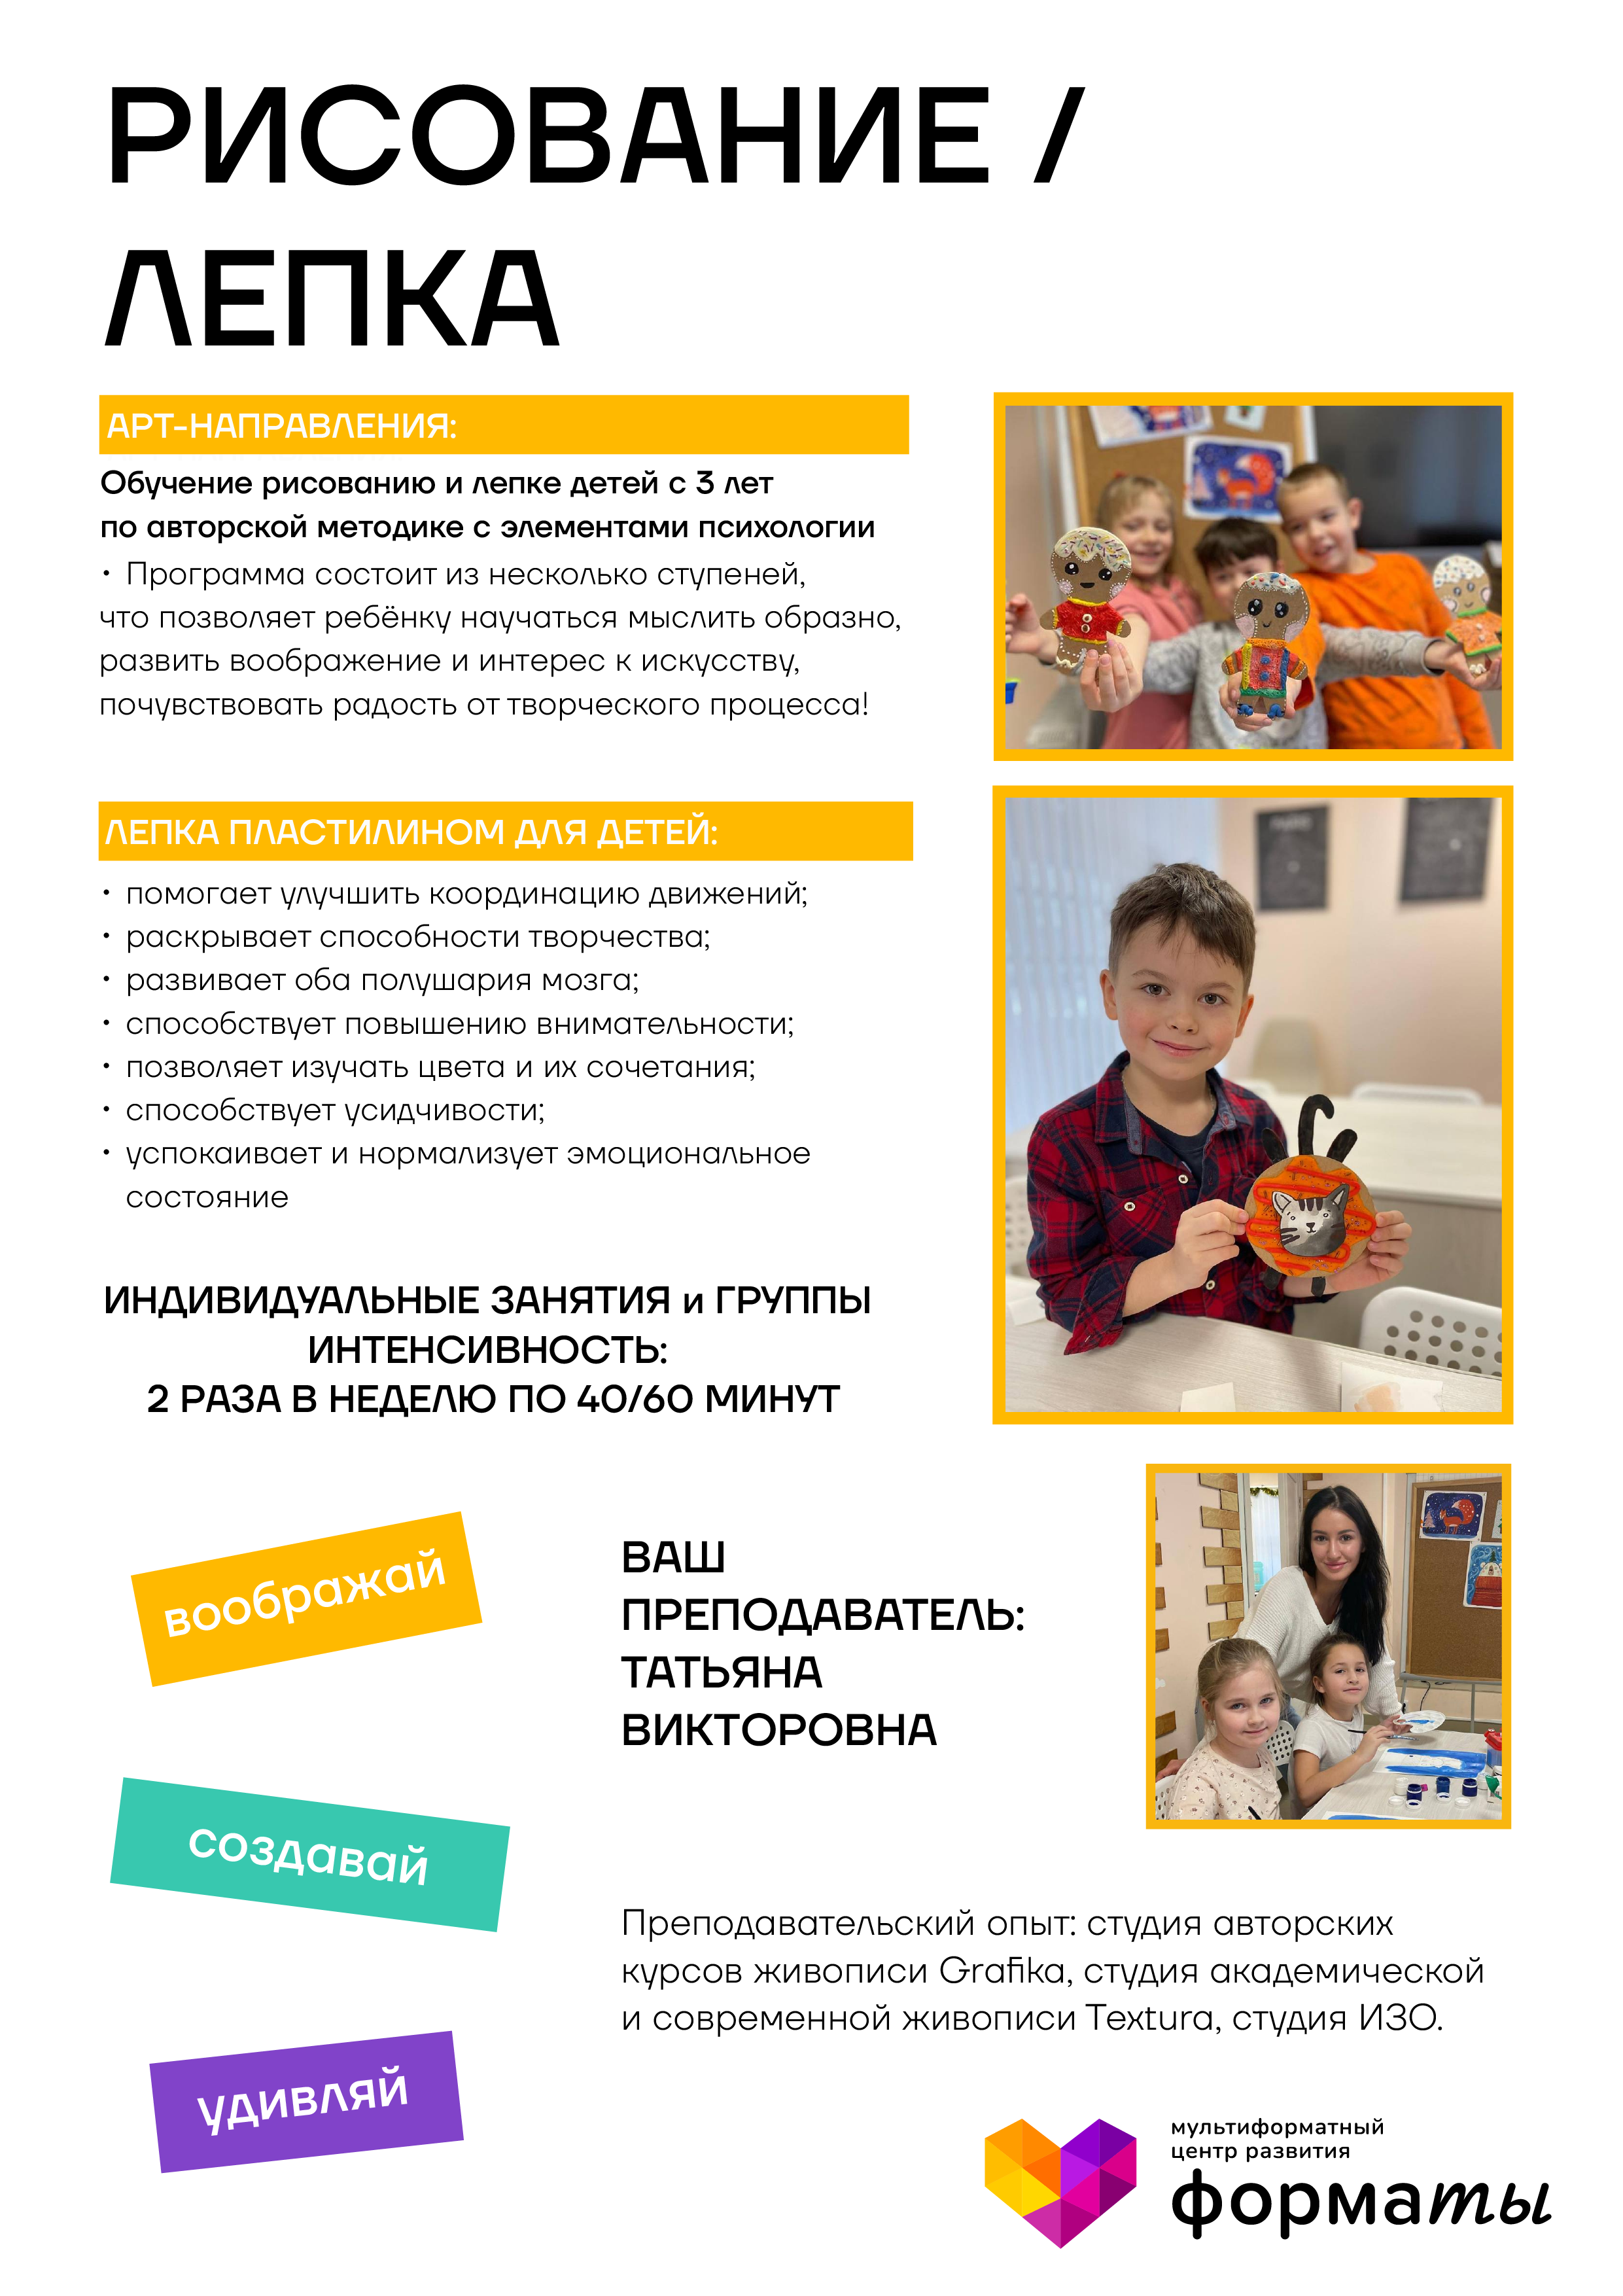 РИСОВАНИЕ /
ЛЕПКА
АРТ-НАПРАВЛЕНИЯ:
Обучение рисованию и лепке детей с 3 лет
по авторской методике с элементами психологии
• Программа состоит из несколько ступеней,
что позволяет ребёнку научаться мыслить образно,
развить воображение и интерес к искусству,
почувствовать радость от творческого процесса!
ЛЕПКА ПЛАСТИЛИНОМ ДЛЯ ДЕТЕЙ:
• помогает улучшить координацию движений;
• раскрывает способности творчества;
• развивает оба полушария мозга;
• способствует повышению внимательности;
• позволяет изучать цвета и их сочетания;
• способствует усидчивости;
• успокаивает и нормализует эмоциональное
состояние
ИНДИВИДУАЛЬНЫЕ ЗАНЯТИЯ и ГРУППЫ
ИНТЕНСИВНОСТЬ:
2 РАЗА В НЕДЕЛЮ ПО 40/60 МИНУТ
воображай
создавай
удивляй
ВАШ
ПРЕПОДАВАТЕЛЬ:
ТАТЬЯНА
ВИКТОРОВНА
Преподавательский опыт: студия авторских
курсов живописи Grafika, студия академической
и современной живописи Textura, студия ИЗО.
мультиформатный
центр развития
форматы